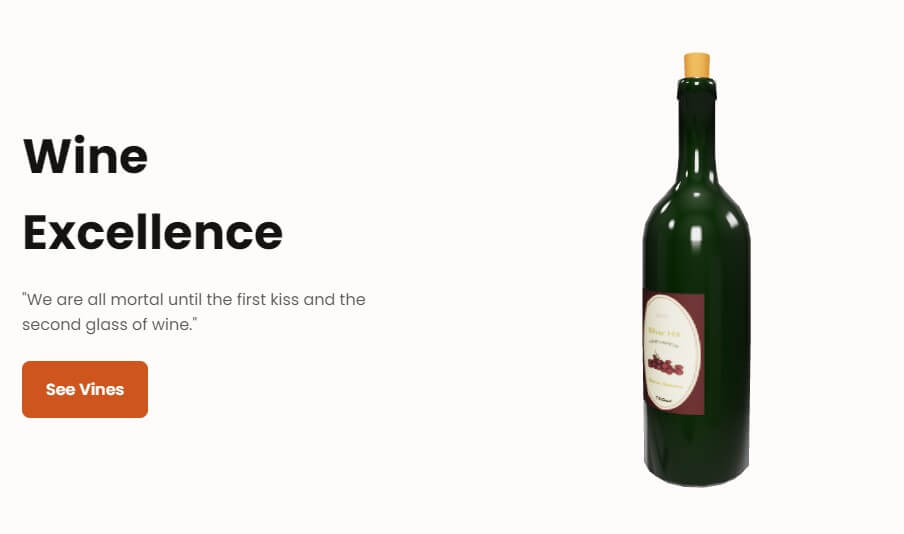 Wine
Excellence
"We are all mortal until the first kiss and the
second glass of wine."
See Vines